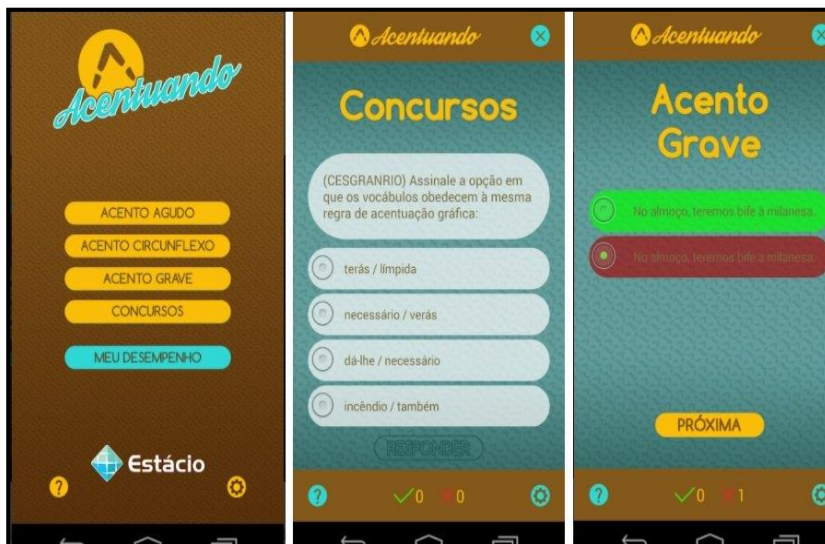 Acentuando
ACENTO AGUDO
ACENTO CIRCUNFLEXO
ACENTO GRAVE
CONCURSOS
MEU DESEMPENHO
Estácio
?
Acentuando
X
Concursos
(CESGRANRIO) Assinale a opção em
que os vocábulos obedecem à mesma
regra de acentuação gráfica:
terás / límpida
necessário / verás
dá-lhe / necessário
incêndio / também
RESPONDER
?
0
0
Acentuando
X
Acento
Grave
No almoço, teremos bife à milanesa.
No almoço, teremos bife a milanesa.
PRÓXIMA
?
0
1